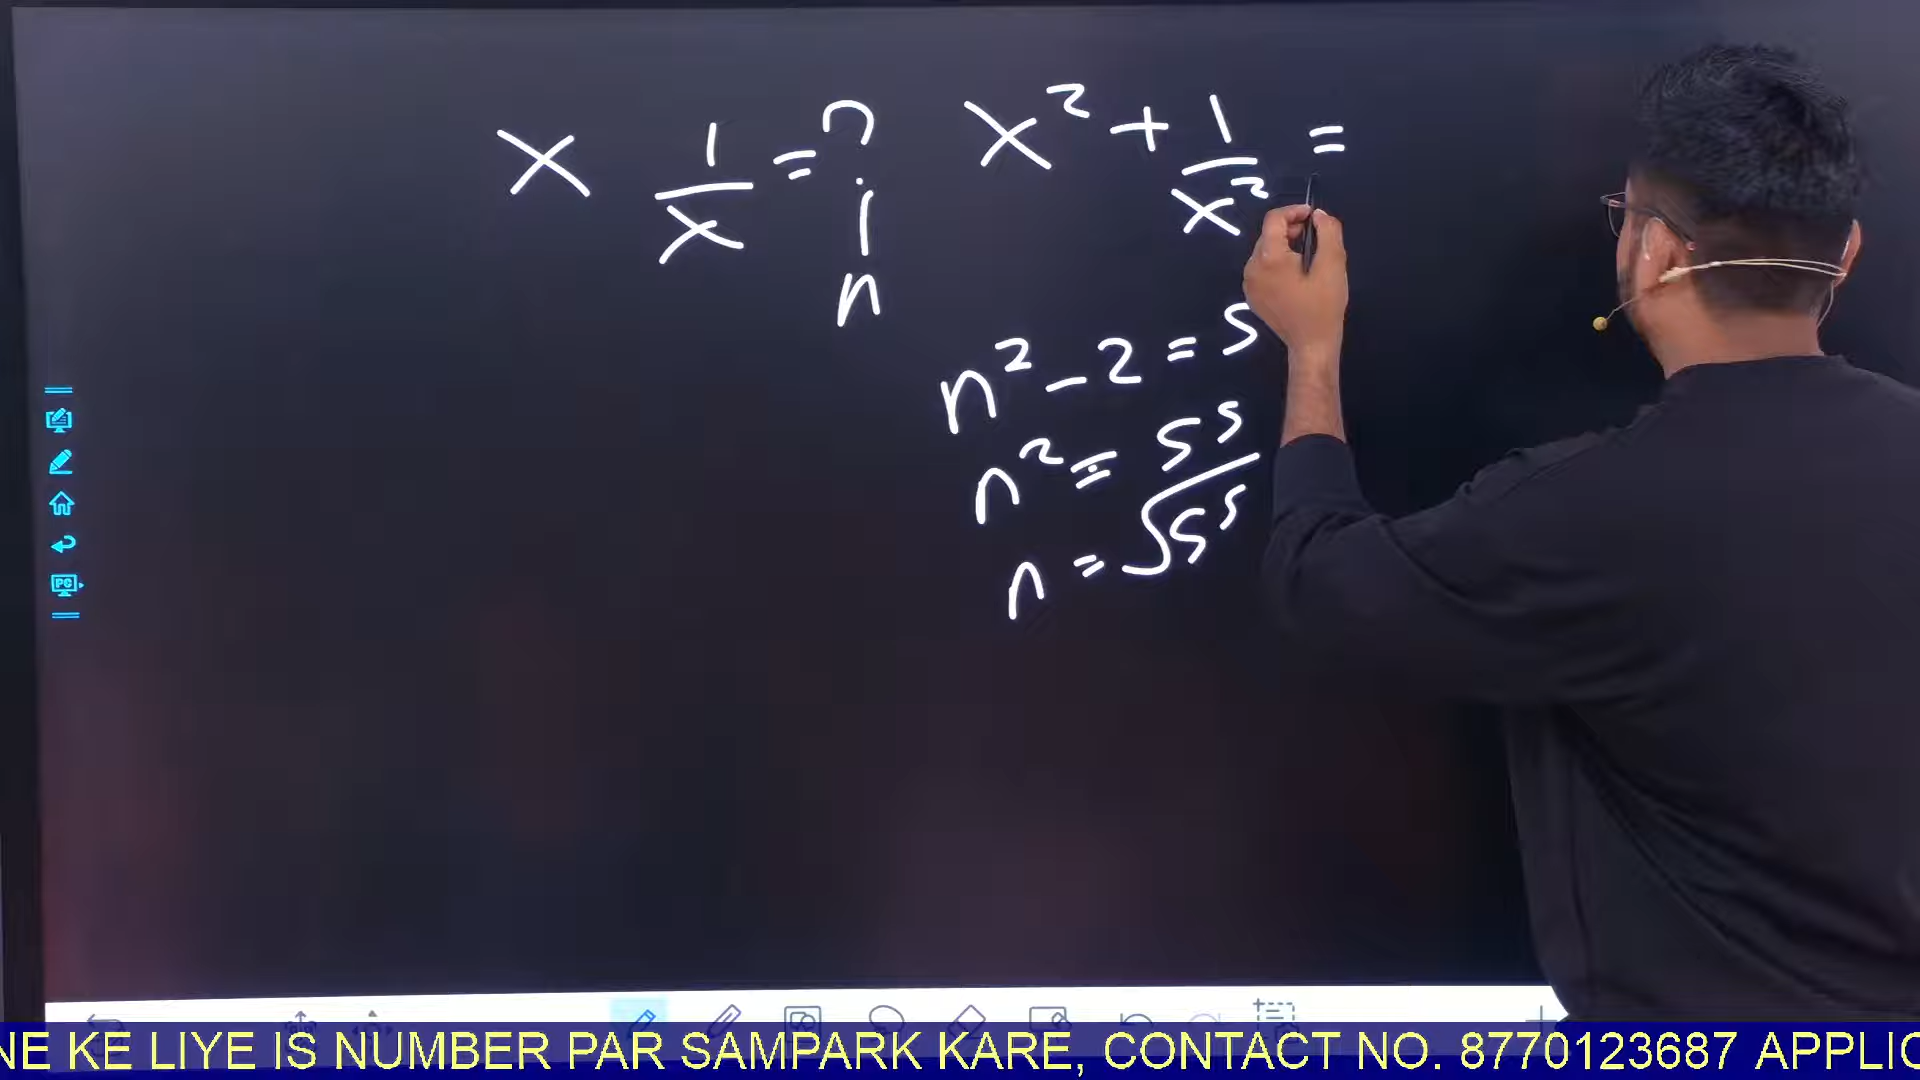 x 1/x = ?
n
x² + 1/x² =
n² - 2 = 5
n² = 55
n = √55
PC
NE KE LIYE IS NUMBER PAR SAMPARK KARE, CONTACT NO. 8770123687 APPLIC